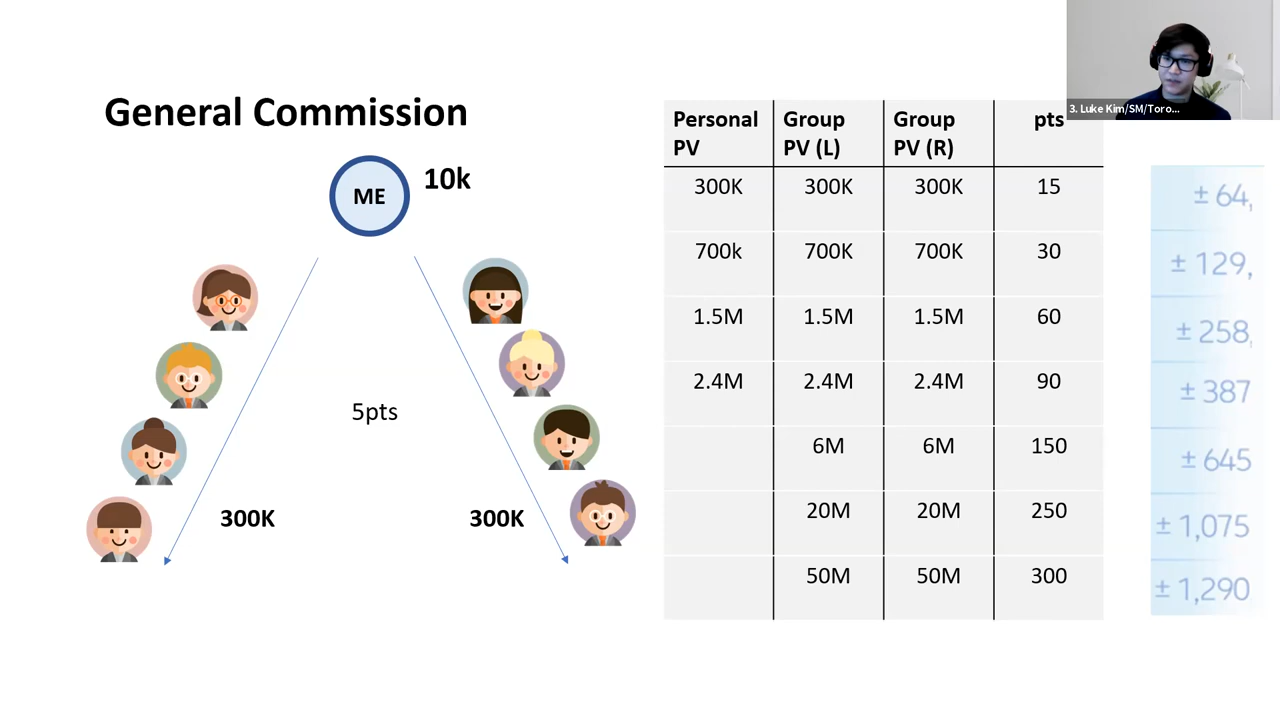 3. Luke Kim/SM/Toro...
General Commission
ME
10k
5pts
300K
300K
Personal PV Group PV (L) Group PV (R) pts
300K 300K 300K 15
700k 700K 700K 30
1.5M 1.5M 1.5M 60
2.4M 2.4M 2.4M 90
6M 6M 150
20M 20M 250
50M 50M 300
± 64,
± 129,
± 258,
± 387
± 645
± 1,075
± 1,290